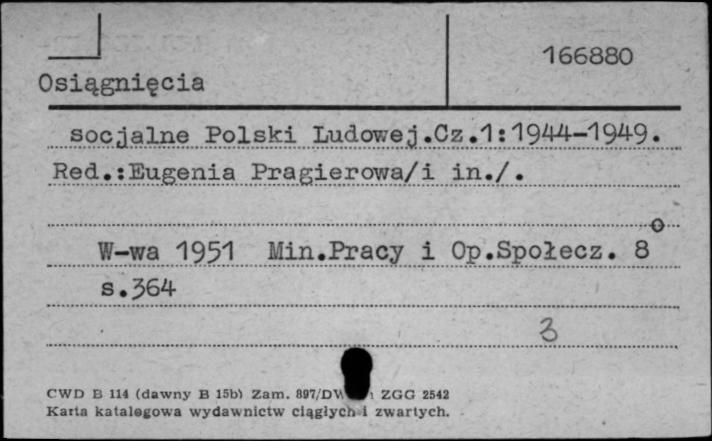 166880
Osiągnięcia
socjalne Polski Ludowej.Cz.1:1944-1949.
Red.:Eugenia Pragierowa/i in./.
W-wa 1951 Min.Pracy i Op.Społecz. 8°
s.364
3
CWD B 114 (dawny B 15b) Zam. 897/DW ZGG 2542
Karta katalogowa wydawnictw ciągłych i zwartych.